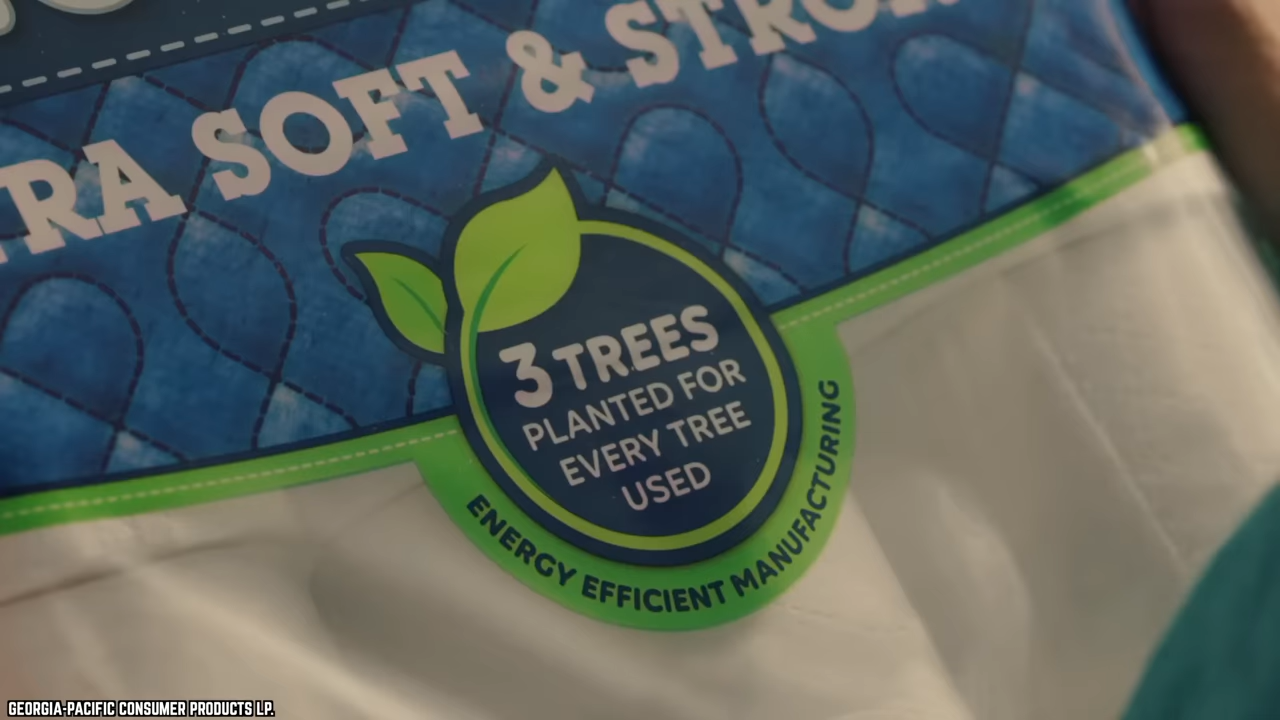 SOFT & 
3 TREES
PLANTED FOR
EVERY TREE
USED
ENERGY EFFICIENT MANUFACTURING
GEORGIA-PACIFIC CONSUMER PRODUCTS LP.